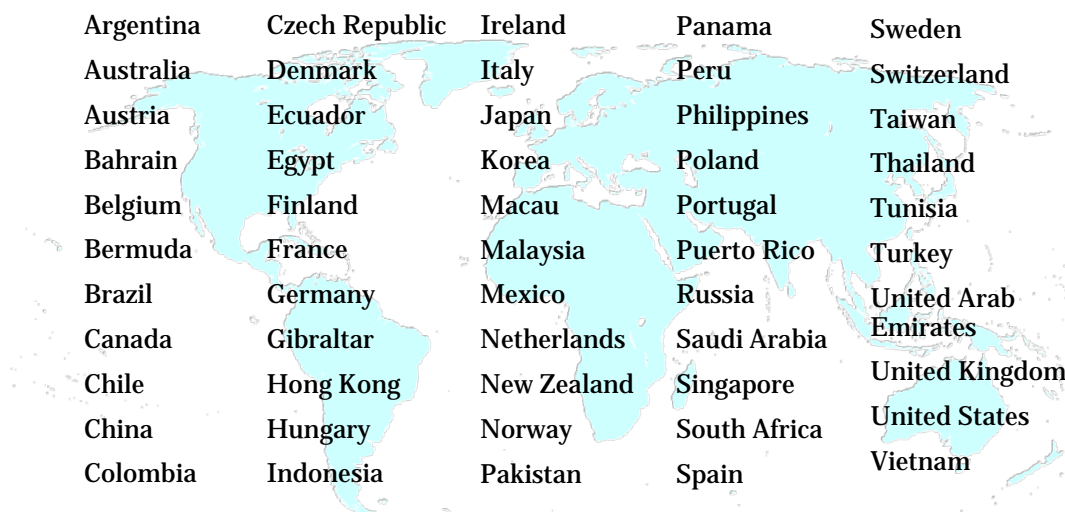 Argentina
Australia
Austria
Bahrain
Belgium
Bermuda
Brazil
Canada
Chile
China
Colombia
Czech Republic
Denmark
Ecuador
Egypt
Finland
France
Germany
Gibraltar
Hong Kong
Hungary
Indonesia
Ireland
Italy
Japan
Korea
Macau
Malaysia
Mexico
Netherlands
New Zealand
Norway
Pakistan
Panama
Peru
Philippines
Poland
Portugal
Puerto Rico
Russia
Saudi Arabia
Singapore
South Africa
Spain
Sweden
Switzerland
Taiwan
Thailand
Tunisia
Turkey
United Arab
Emirates
United Kingdom
United States
Vietnam